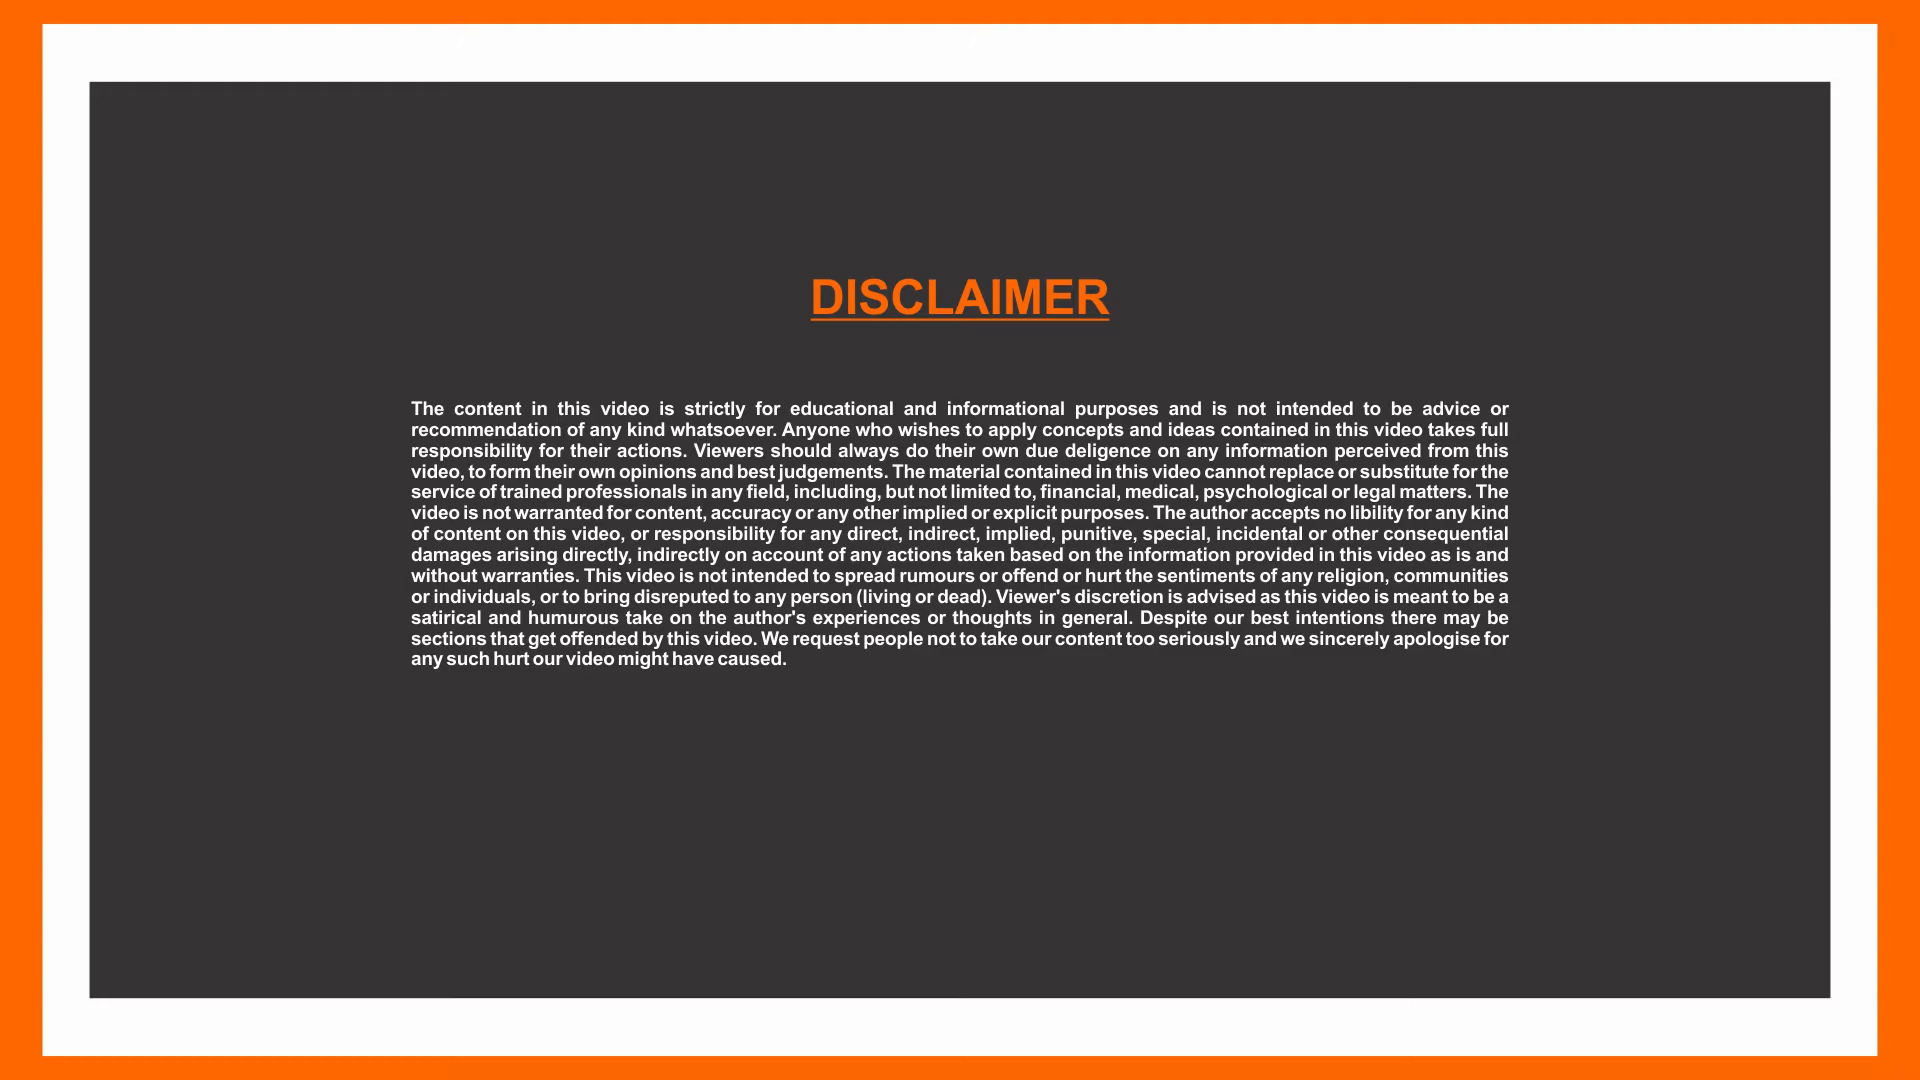 DISCLAIMER
The content in this video is strictly for educational and informational purposes and is not intended to be advice or
recommendation of any kind whatsoever. Anyone who wishes to apply concepts and ideas contained in this video takes full
responsibility for their actions. Viewers should always do their own due deligence on any information perceived from this
video, to form their own opinions and best judgements. The material contained in this video cannot replace or substitute for the
service of trained professionals in any field, including, but not limited to, financial, medical, psychological or legal matters. The
video is not warranted for content, accuracy or any other implied or explicit purposes. The author accepts no libility for any kind
of content on this video, or responsibility for any direct, indirect, implied, punitive, special, incidental or other consequential
damages arising directly, indirectly on account of any actions taken based on the information provided in this video as is and
without warranties. This video is not intended to spread rumours or offend or hurt the sentiments of any religion, communities
or individuals, or to bring disreputed to any person (living or dead). Viewer's discretion is advised as this video is meant to be a
satirical and humurous take on the author's experiences or thoughts in general. Despite our best intentions there may be
sections that get offended by this video. We request people not to take our content too seriously and we sincerely apologise for
any such hurt our video might have caused.